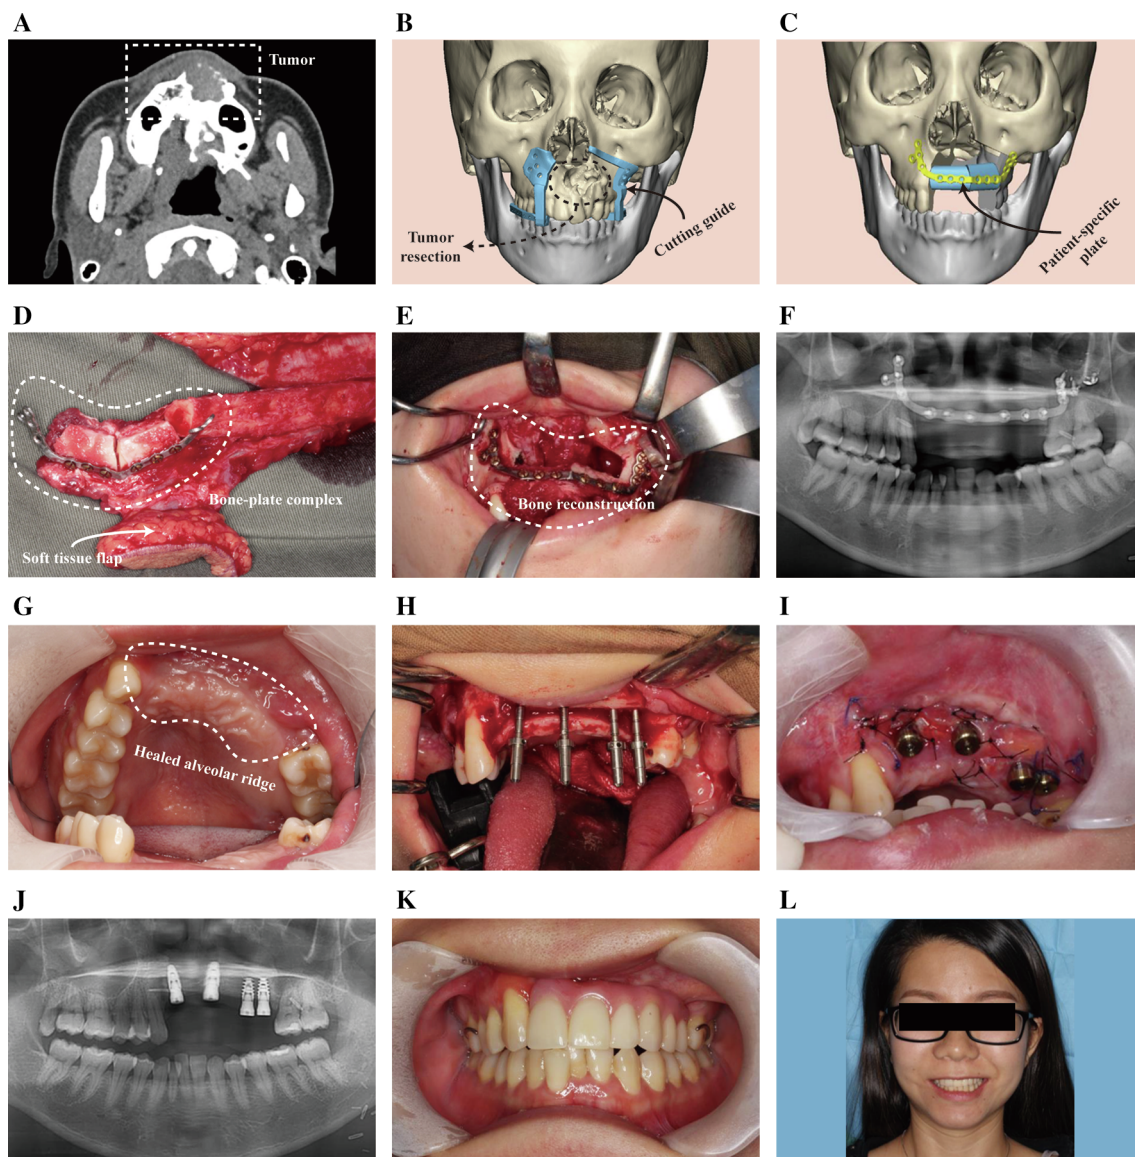 A
Tumor
B
Tumor
resection
Cutting guide
C
Patient-specific
plate
D
Bone-plate complex
Soft tissue flap
E
Bone reconstruction
F
G
Healed alveolar ridge
H
I
J
K
L